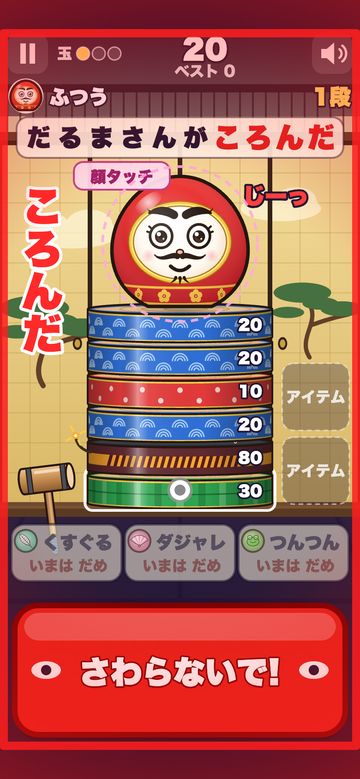 玉
20
ベスト 0
ふつう
1段
だるまさんがころんだ
顔タッチ
じーっ
ころんだ
20
20
10
アイテム
20
80
アイテム
30
くすぐる
いまは だめ
ダジャレ
いまは だめ
つんつん
いまは だめ
さわらないで!